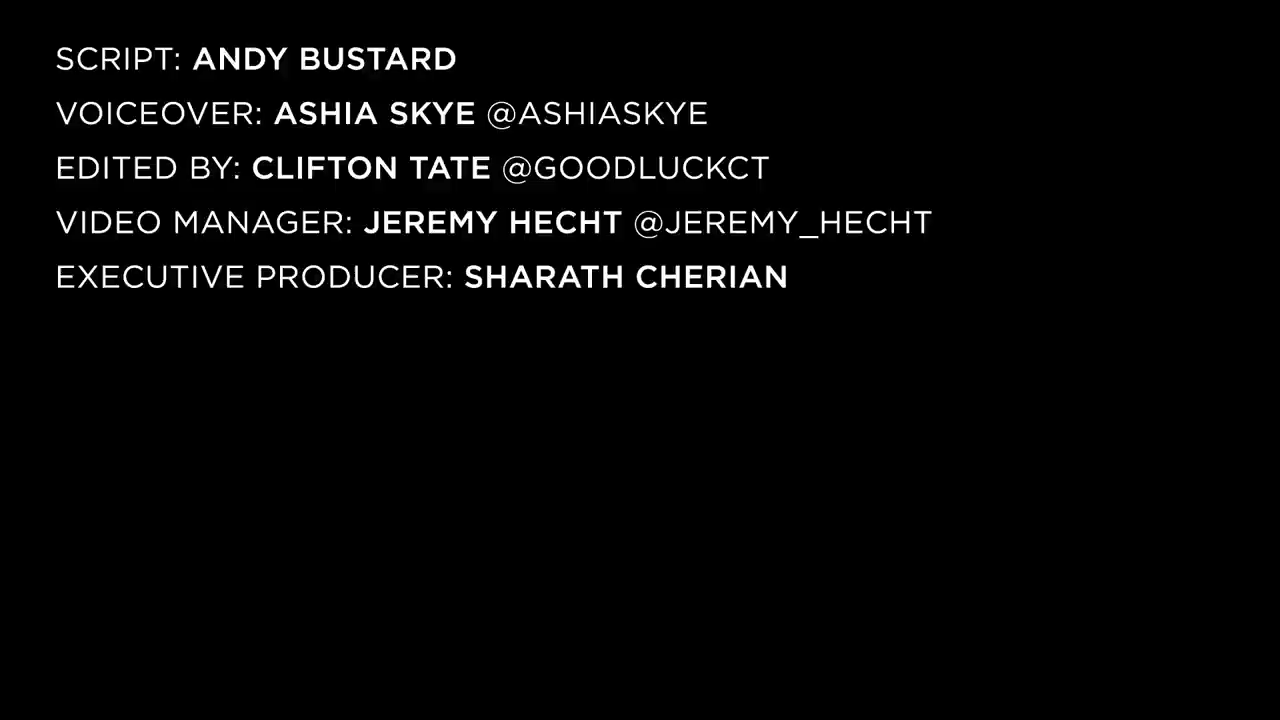 SCRIPT: ANDY BUSTARD
VOICEOVER: ASHIA SKYE @ASHIASKYE
EDITED BY: CLIFTON TATE @GOODLUCKCT
VIDEO MANAGER: JEREMY HECHT @JEREMY_HECHT
EXECUTIVE PRODUCER: SHARATH CHERIAN